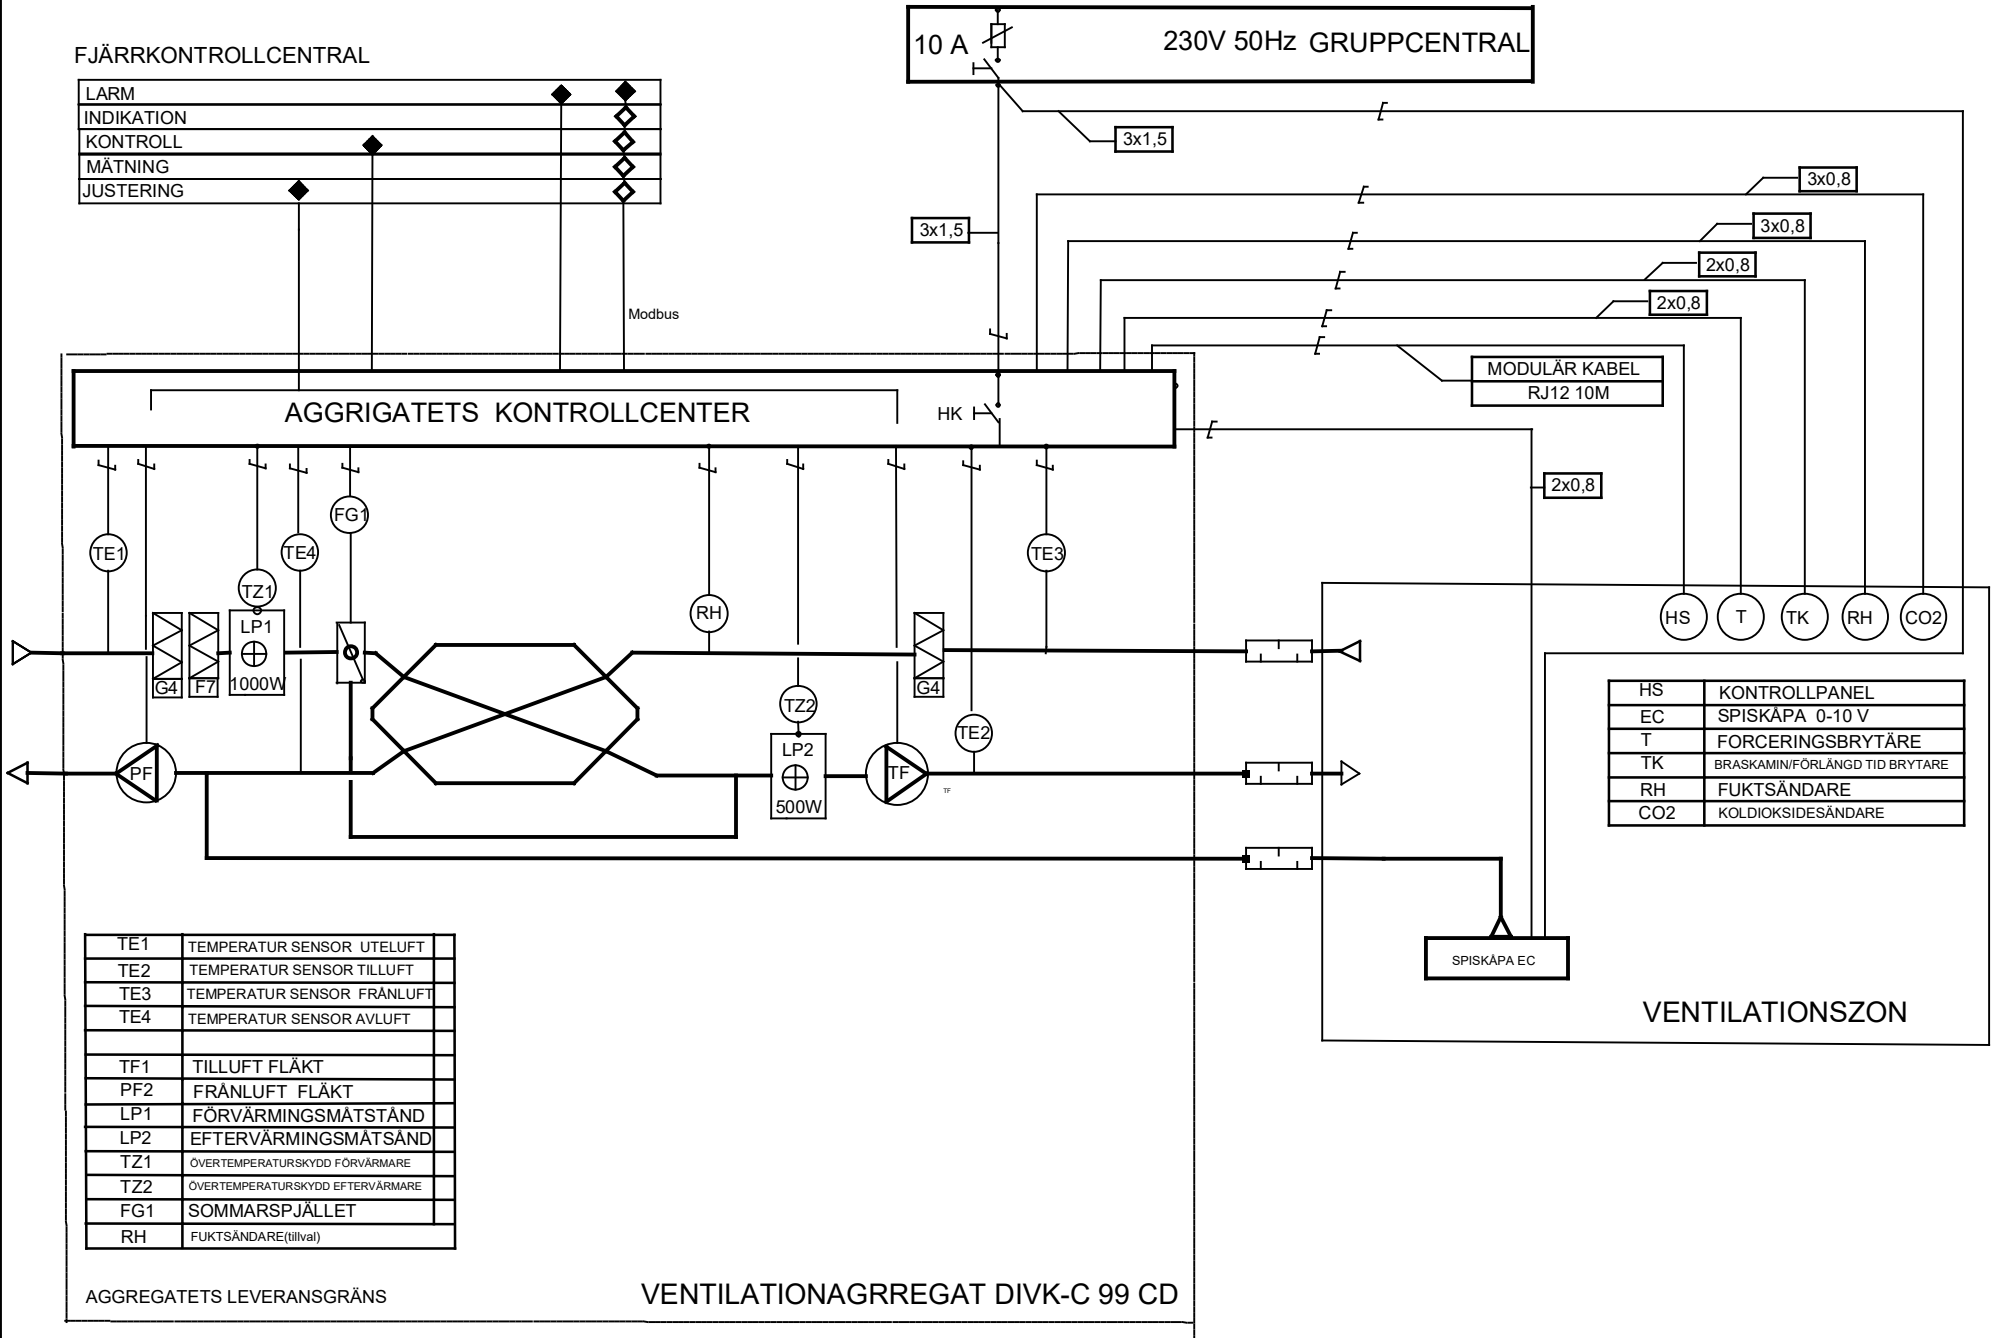 FJÄRRKONTROLLCENTRAL
LARM
INDIKATION
KONTROLL
MÄTNING
JUSTERING
10 A
230V 50Hz GRUPPCENTRAL
3x1,5
3x1,5
3x0,8
3x0,8
2x0,8
2x0,8
Modbus
MODULÄR KABEL
RJ12 10M
AGGRIGATETS KONTROLLCENTER
HK
2x0,8
FG1
TE1
TE4
TE3
TZ1
RH
LP1
1000W
G4
F7
G4
TZ2
TE2
LP2
500W
PF
TF
TF
HS
T
TK
RH
CO2
HS KONTROLLPANEL
EC SPISKÅPA 0-10 V
T FORCERINGSBRYTÄRE
TK BRASKAMIN/FÖRLÄNGD TID BRYTARE
RH FUKTSÄNDARE
CO2 KOLDIOKSIDESÄNDARE
SPISKÅPA EC
VENTILATIONSZON
TE1 TEMPERATUR SENSOR UTELUFT
TE2 TEMPERATUR SENSOR TILLUFT
TE3 TEMPERATUR SENSOR FRÅNLUFT
TE4 TEMPERATUR SENSOR AVLUFT
TF1 TILLUFT FLÄKT
PF2 FRÅNLUFT FLÄKT
LP1 FÖRVÄRMINGSMÅTSTÅND
LP2 EFTERVÄRMINGSMÅTSÅND
TZ1 ÖVERTEMPERATURSKYDD FÖRVÄRMARE
TZ2 ÖVERTEMPERATURSKYDD EFTERVÄRMARE
FG1 SOMMARSPJÄLLET
RH FUKTSÄNDARE(tillval)
AGGREGATETS LEVERANSGRÄNS
VENTILATIONAGRREGAT DIVK-C 99 CD